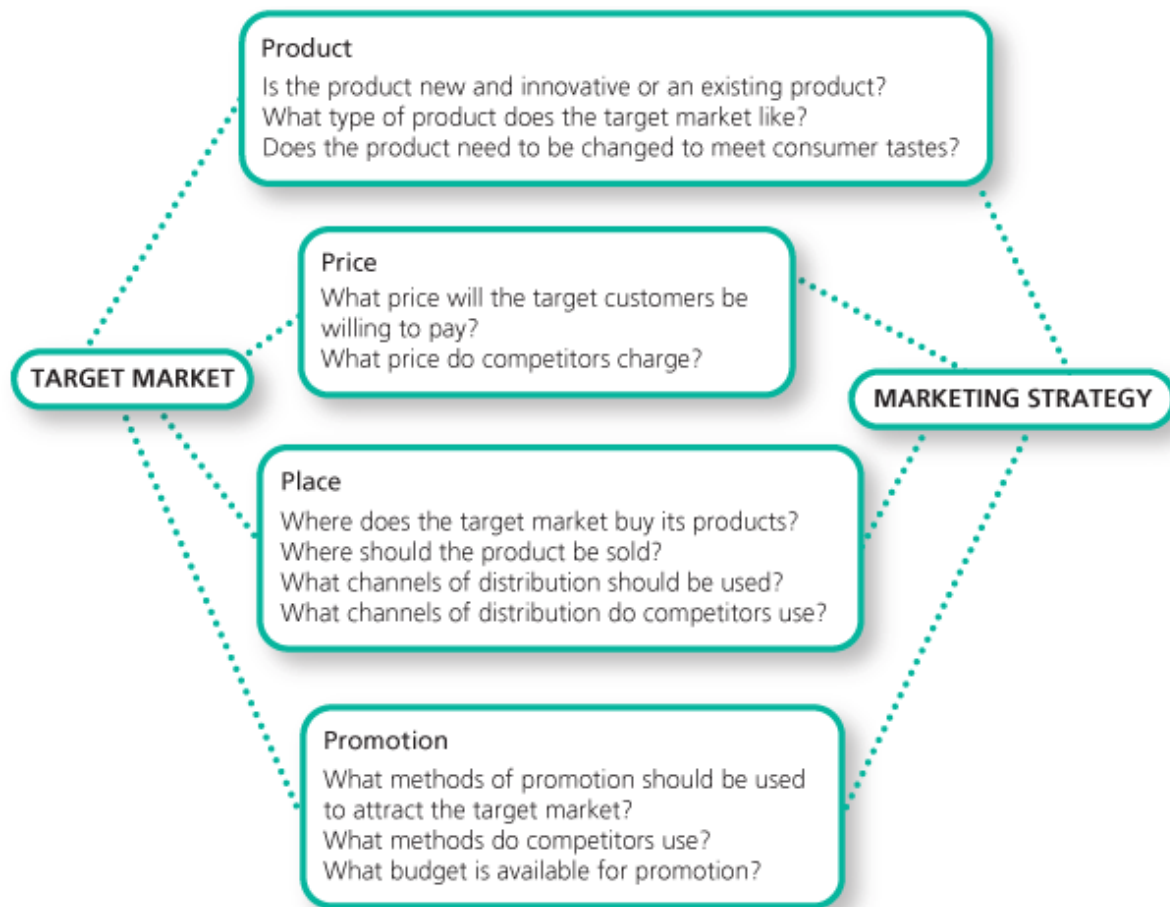 Product
Is the product new and innovative or an existing product?
What type of product does the target market like?
Does the product need to be changed to meet consumer tastes?
Price
What price will the target customers be
willing to pay?
What price do competitors charge?
TARGET MARKET
MARKETING STRATEGY
Place
Where does the target market buy its products?
Where should the product be sold?
What channels of distribution should be used?
What channels of distribution do competitors use?
Promotion
What methods of promotion should be used
to attract the target market?
What methods do competitors use?
What budget is available for promotion?